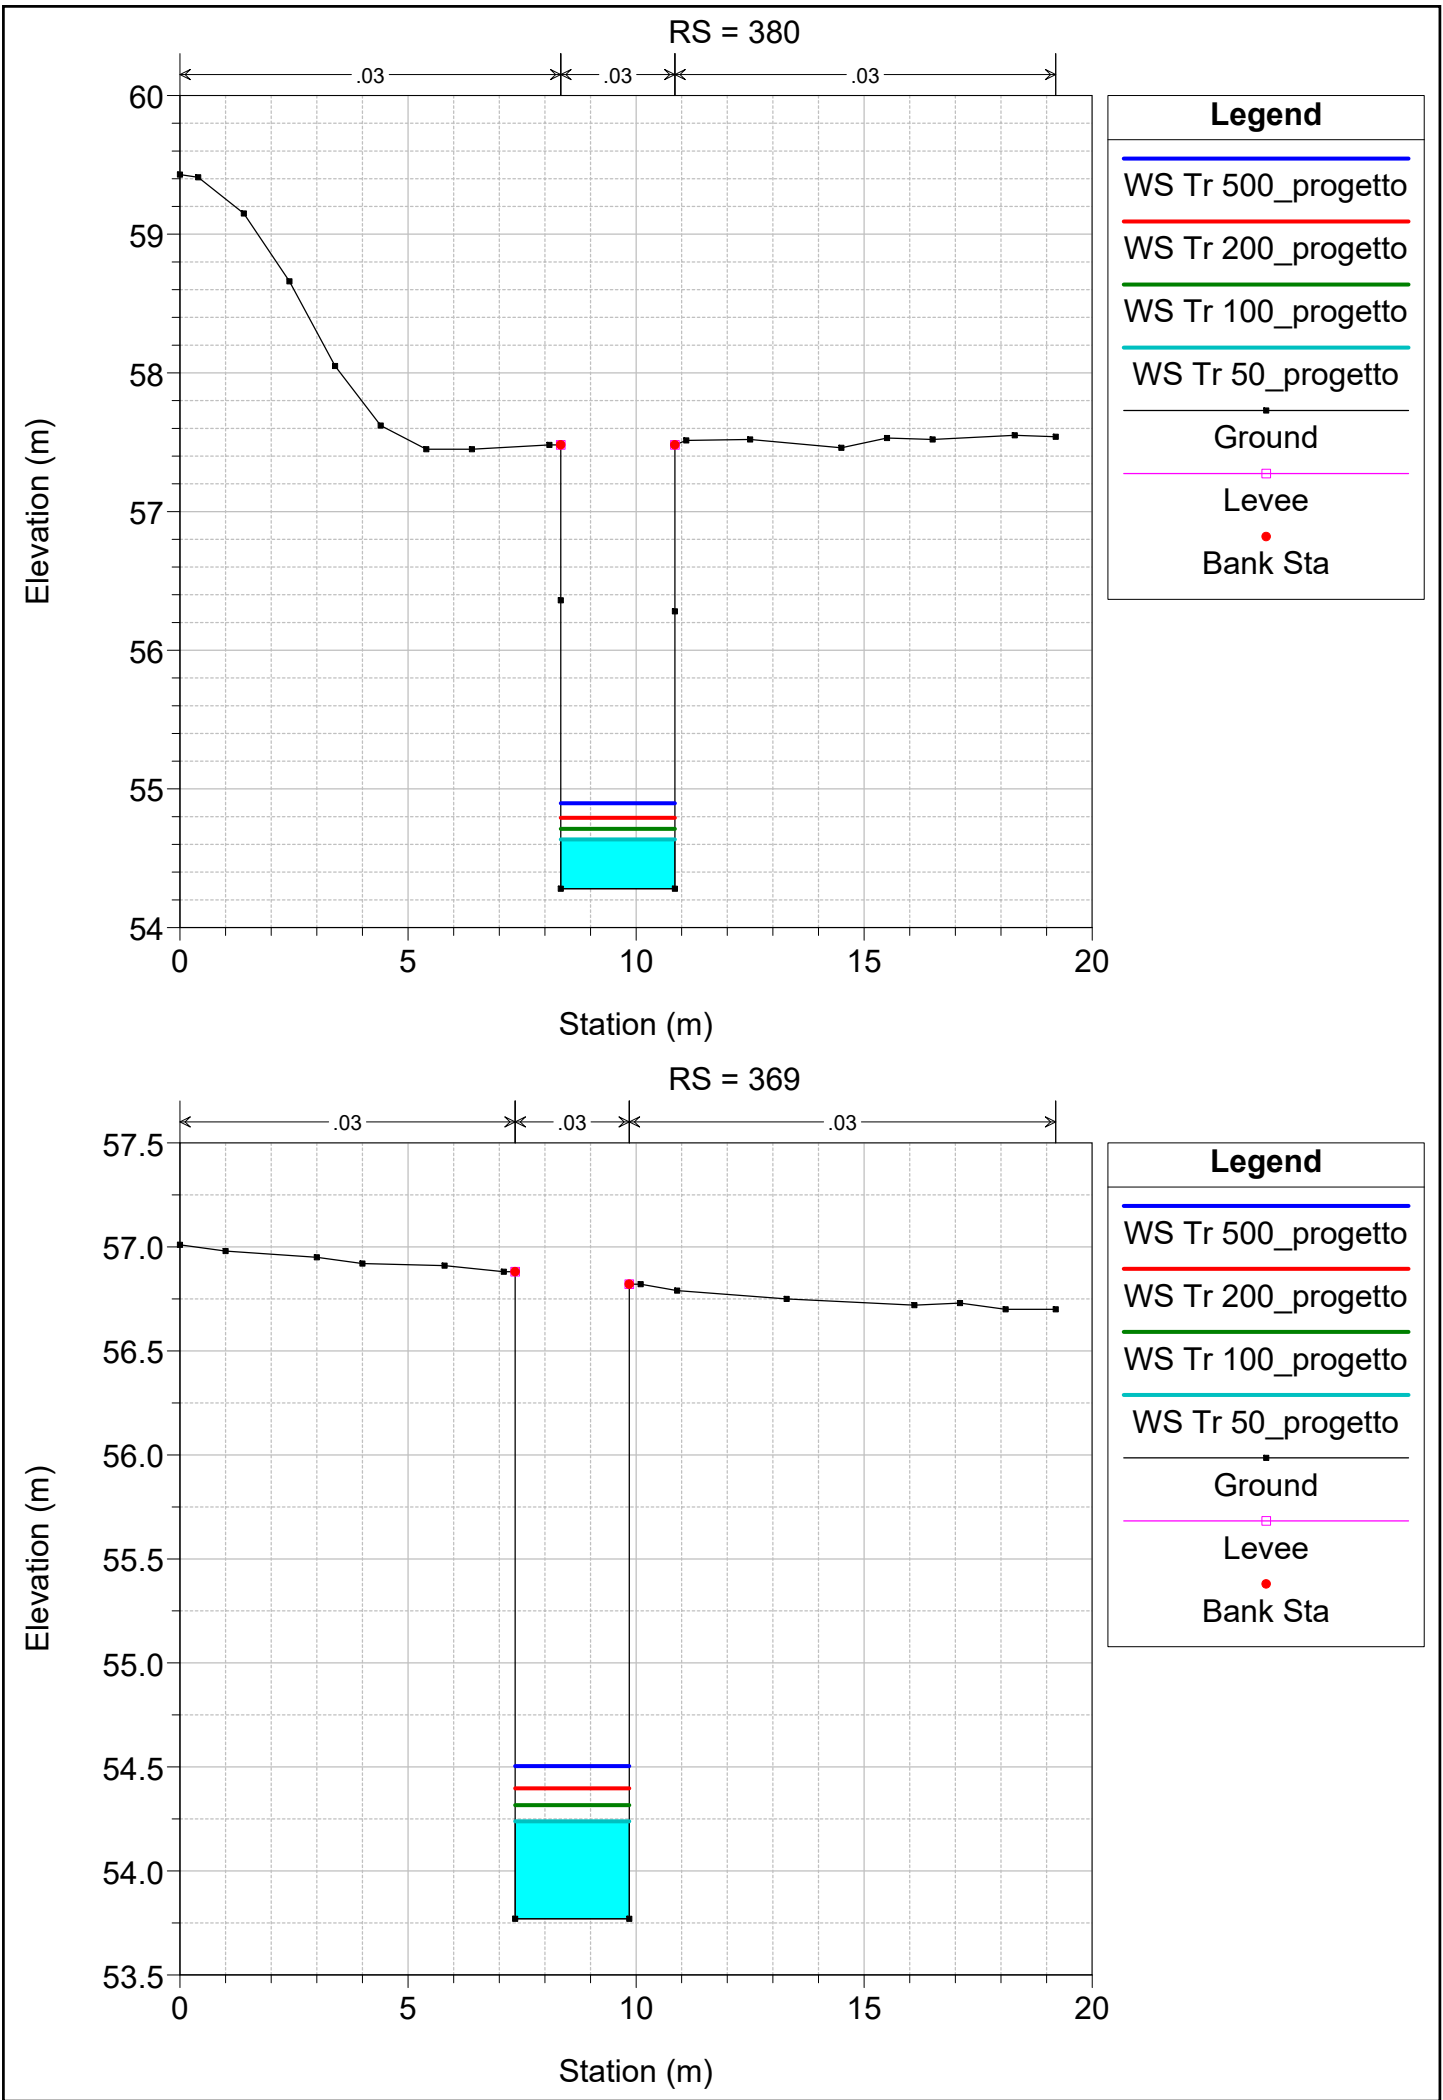 RS = 380
.03 .03 .03
60
59
58
57
56
55
54
0 5 10 15 20
Elevation (m)
Station (m)
Legend
WS Tr 500_progetto
WS Tr 200_progetto
WS Tr 100_progetto
WS Tr 50_progetto
Ground
Levee
Bank Sta
RS = 369
.03 .03 .03
57.5
57.0
56.5
56.0
55.5
55.0
54.5
54.0
53.5
0 5 10 15 20
Elevation (m)
Station (m)
Legend
WS Tr 500_progetto
WS Tr 200_progetto
WS Tr 100_progetto
WS Tr 50_progetto
Ground
Levee
Bank Sta